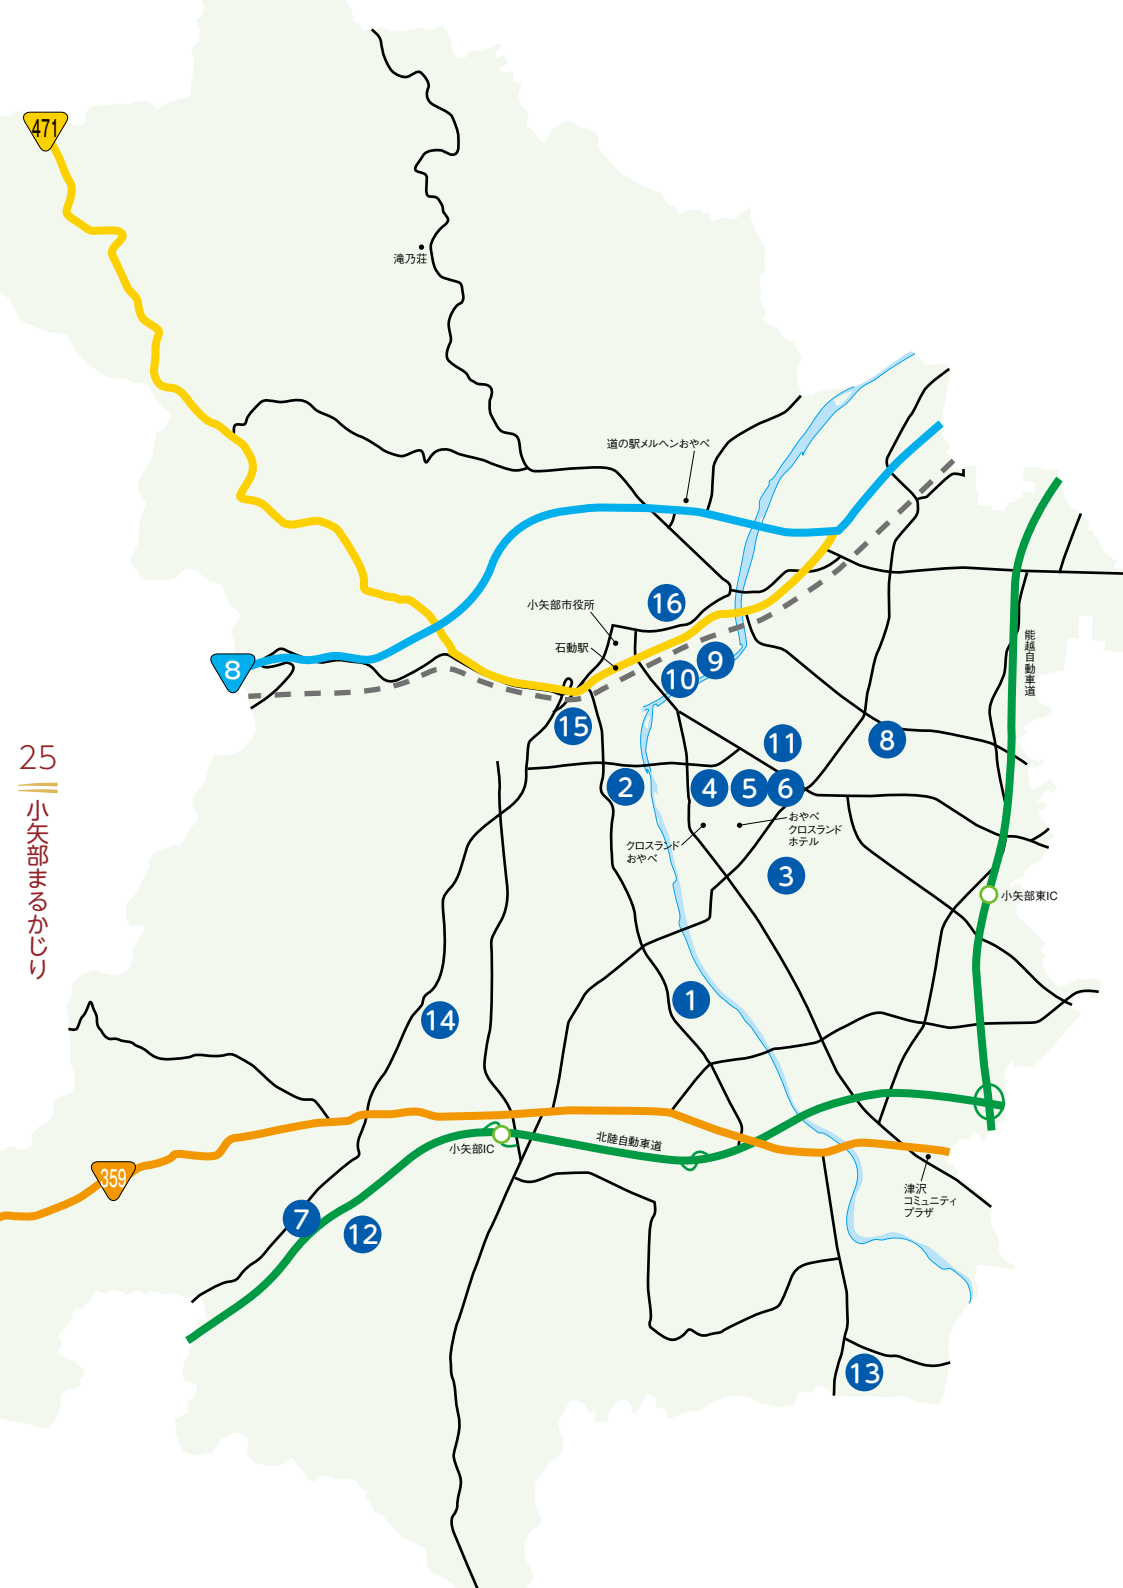 471
滝乃荘
道の駅メルヘンおやべ
小矢部市役所
16
石動駅
能越自動車道
8
9
10
15
11
8
25
小矢部まるかじり
2
4
5
6
おやべ
クロスランド
ホテル
クロスランド
おやべ
3
小矢部東IC
1
14
北陸自動車道
小矢部IC
359
津沢
コミュニティ
プラザ
7
12
13